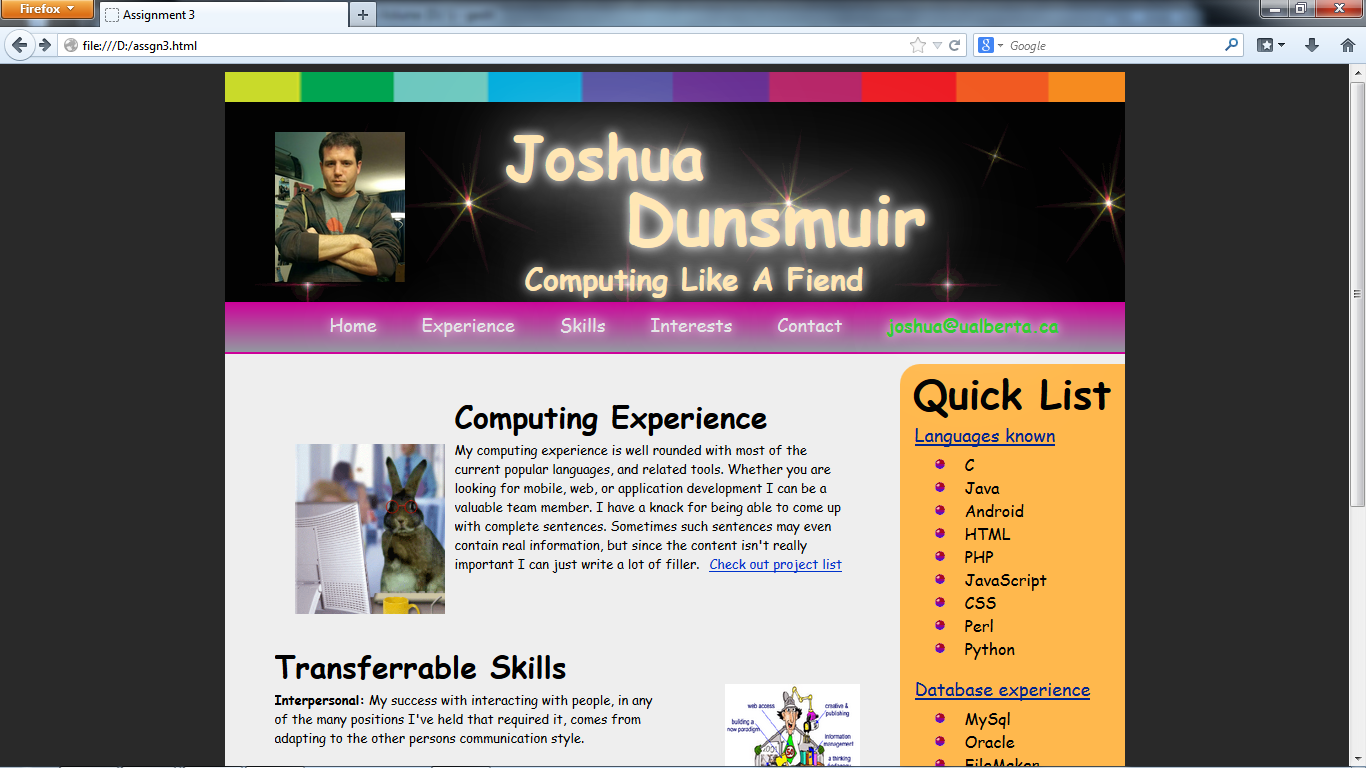 Firefox
Assignment 3
file:///D:/assgn3.html
Google
Joshua
Dunsmuir
Computing Like A Fiend
Home Experience Skills Interests Contact joshua@ualberta.co
Computing Experience
My computing experience is well rounded with most of the
current popular languages, and related tools. Whether you are
looking for mobile, web, or application development I can be a
valuable team member. I have a knack for being able to come up
with complete sentences. Sometimes such sentences may even
contain real information, but since the content isn't really
important I can just write a lot of filler. Check out project list
Transferrable Skills
Interpersonal: My success with interacting with people, in any
of the many positions I've held that required it, comes from
adapting to the other persons communication style.
web access
creative &
publishing
building a
new paradigm
information
management
a thinking
Quick List
Languages known
C
Java
Android
HTML
PHP
JavaScript
CSS
Perl
Python
Database experience
MySql
Oracle
FileMaker